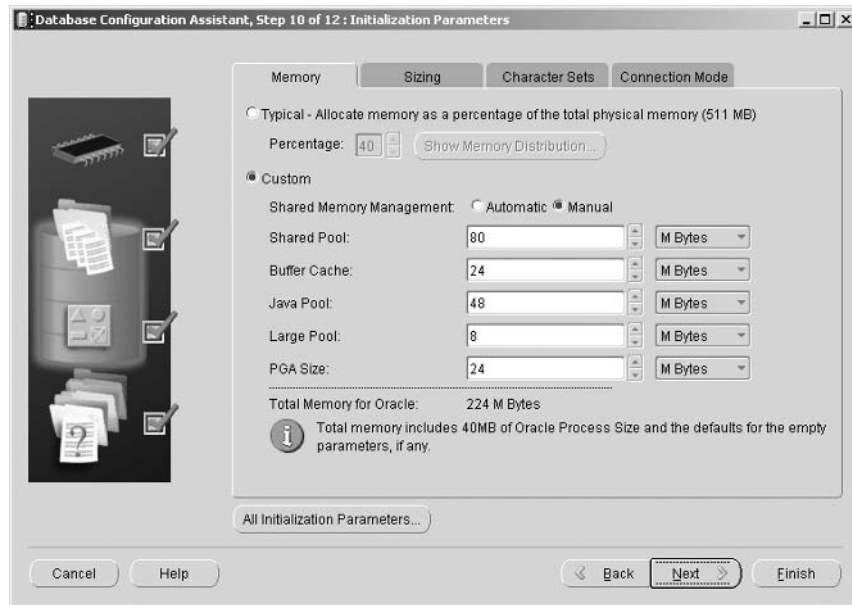 Database Configuration Assistant, Step 10 of 12 : Initialization Parameters
Memory Sizing Character Sets Connection Mode
Typical - Allocate memory as a percentage of the total physical memory (511 MB)
Percentage: 40 Show Memory Distribution...
Custom
Shared Memory Management: Automatic Manual
Shared Pool: 80 M Bytes
Buffer Cache: 24 M Bytes
Java Pool: 48 M Bytes
Large Pool: 8 M Bytes
PGA Size: 24 M Bytes
Total Memory for Oracle: 224 M Bytes
Total memory includes 40MB of Oracle Process Size and the defaults for the empty
parameters, if any.
?
All Initialization Parameters...
Cancel Help Back Next Finish